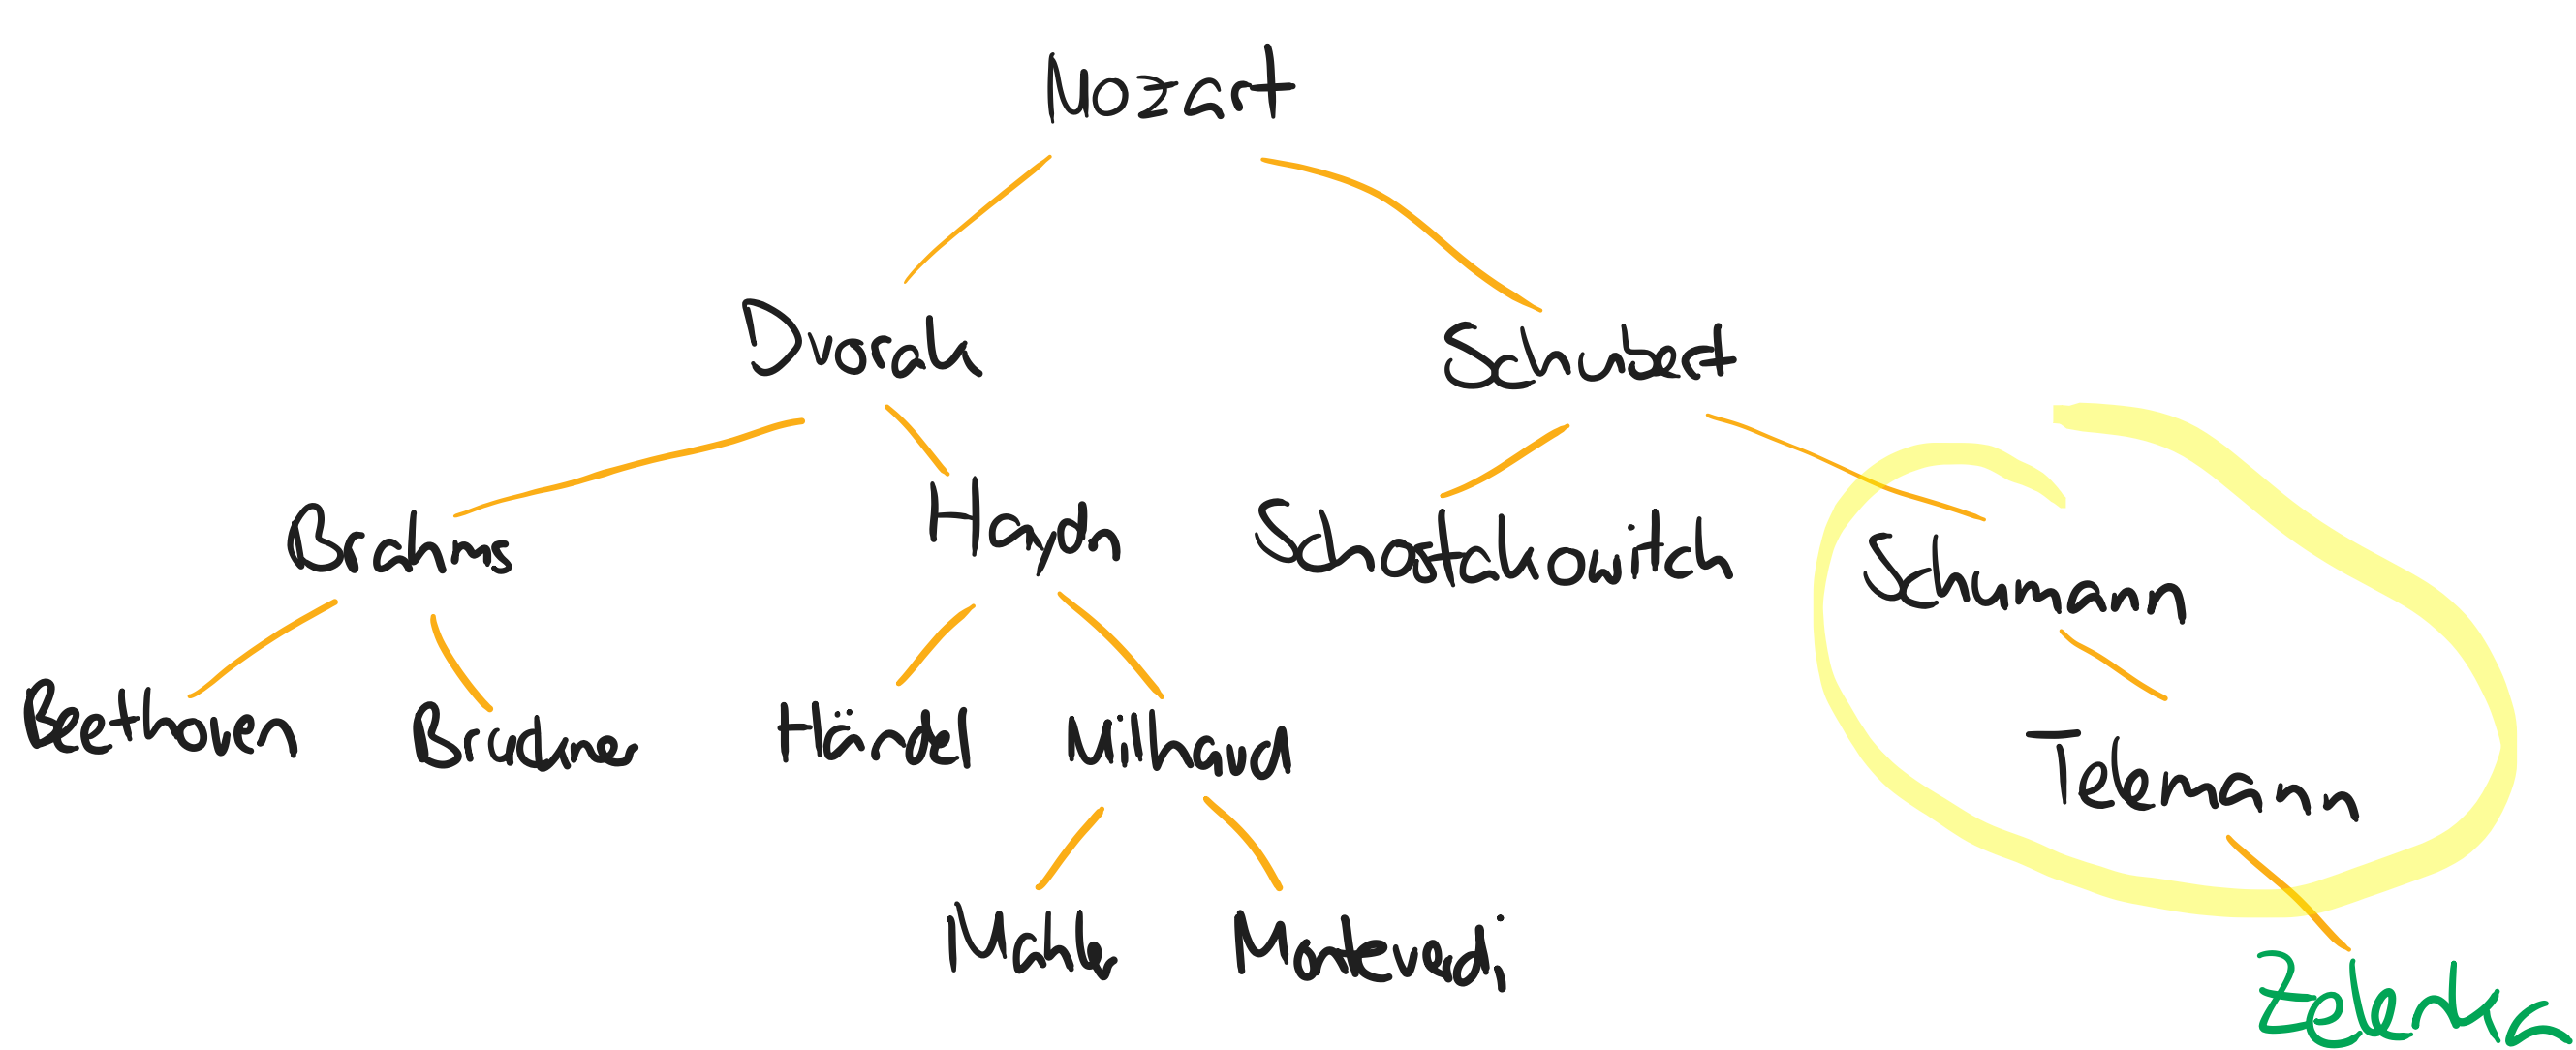 Mozart
Dvorak
Schubert
Brahms
Haydn
Schostakowitch
Schumann
Beethoven
Bruckner
Händel
Milhaud
Telemann
Mahler
Monteverdi
Zelenka